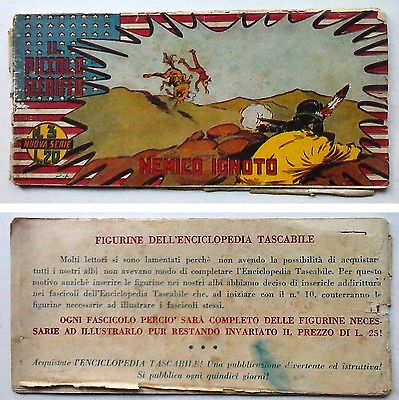 IL
PICCOLO
SCERIFFO
NUOVA SERIE
L. 20
NEMICO IGNOTO
FIGURINE DELL'ENCICLOPEDIA TASCABILE
Molti lettori si sono lamentati perchè non avendo la possibilità di acquistar
tutti i nostri albi non avevano modo di completare l'Enciclopedia Tascabile. Per questo
motivo anzichè inserire le figurine nei nostri albi abbiamo deciso di inserirle addirittura
nei fascicoli dell'Enciclopedia Tascabile che, ad iniziare con il n.° 10, conterranno le
figurine necessarie ad illustrare i fascicoli stessi.
OGNI FASCICOLO PERCIO' SARÀ COMPLETO DELLE FIGURINE NECES-
SARIE AD ILLUSTRARLO PUR RESTANDO INVARIATO IL PREZZO DI L. 25!
* * *
Acquistate l'ENCICLOPEDIA TASCABILE! Una pubblicazione divertente ed istruttiva!
Si pubblica ogni quindici giorni!